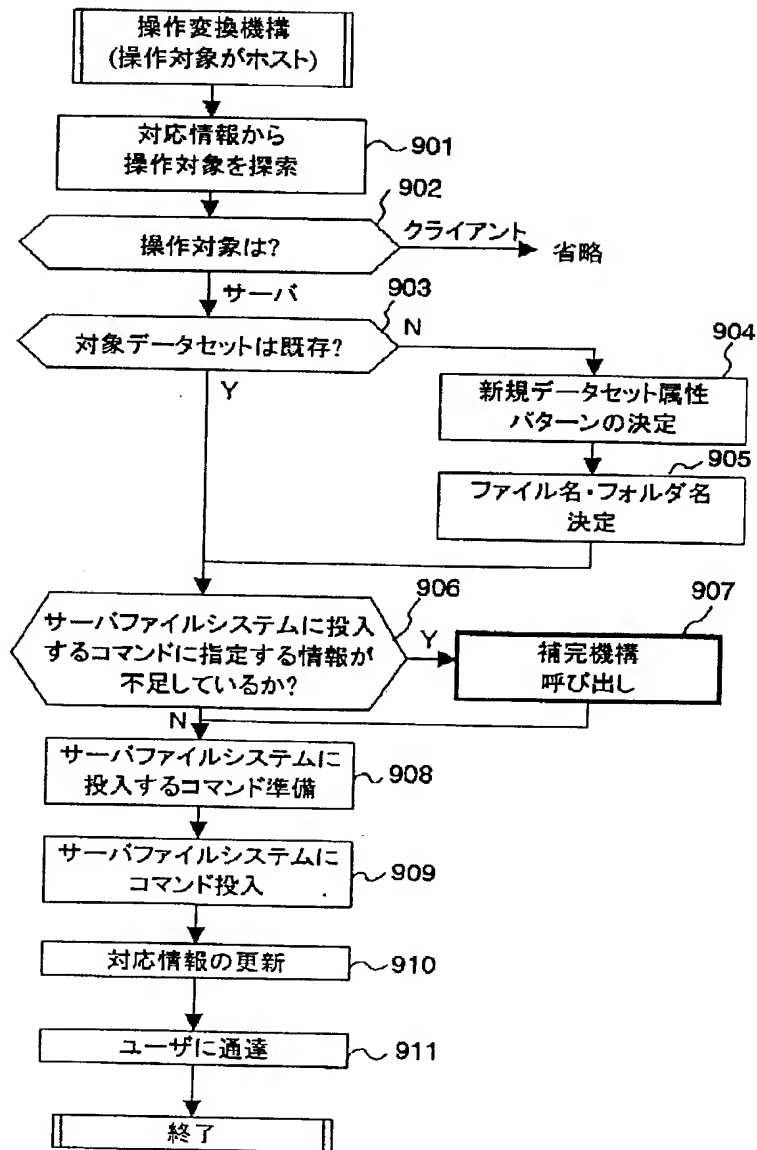 操作変換機構
(操作対象がホスト)
対応情報から
操作対象を探索
901
902
操作対象は?
クライアント
省略
サーバ
903
対象データセットは既存?
N
Y
904
新規データセット属性
パターンの決定
905
ファイル名・フォルダ名
決定
906
サーバファイルシステムに投入
するコマンドに指定する情報が
不足しているか?
Y
907
補完機構
呼び出し
N
サーバファイルシステムに
投入するコマンド準備
908
サーバファイルシステムに
コマンド投入
909
対応情報の更新
910
ユーザに通達
911
終了